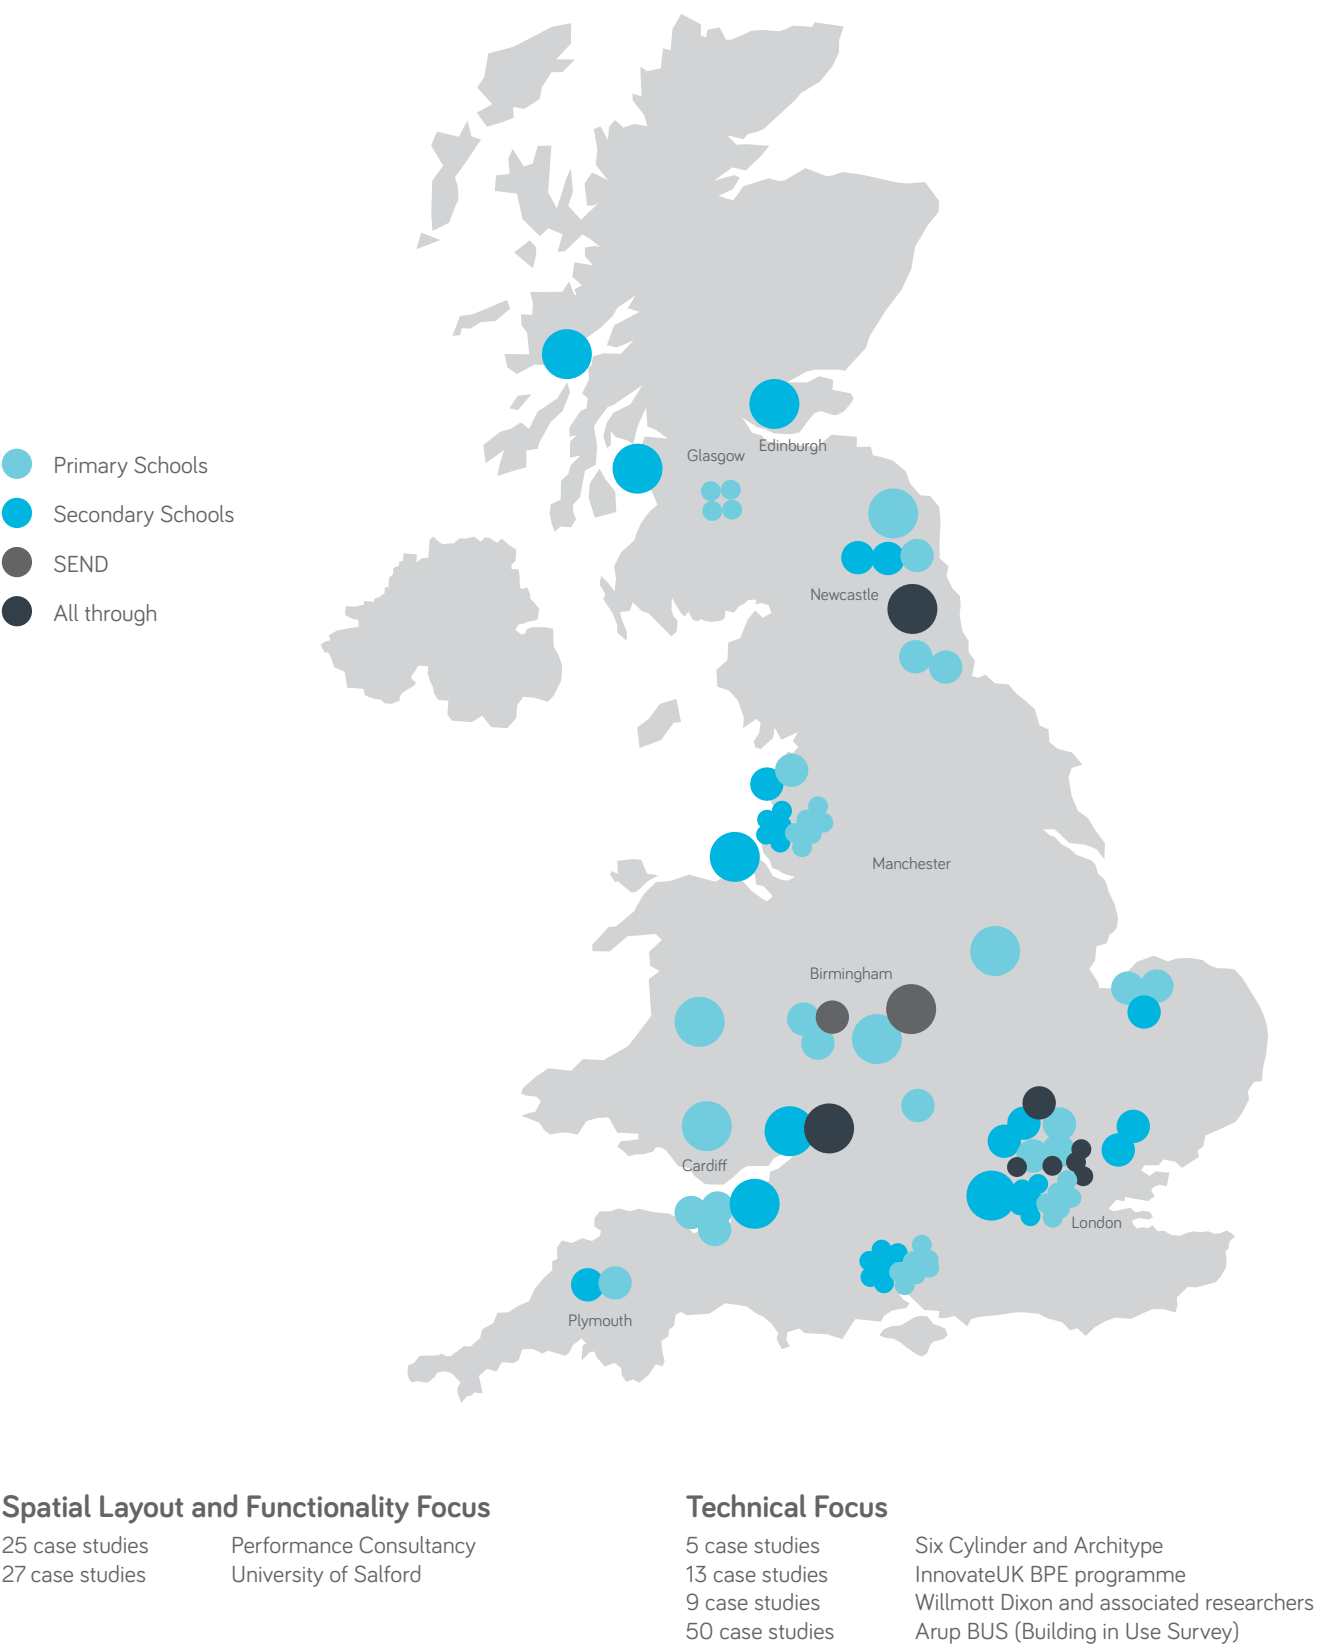 Primary Schools
Secondary Schools
SEND
All through
Edinburgh
Glasgow
Newcastle
Manchester
Birmingham
Cardiff
London
Plymouth
Spatial Layout and Functionality Focus
25 case studies Performance Consultancy
27 case studies University of Salford
Technical Focus
5 case studies Six Cylinder and Architype
13 case studies InnovateUK BPE programme
9 case studies Willmott Dixon and associated researchers
50 case studies Arup BUS (Building in Use Survey)